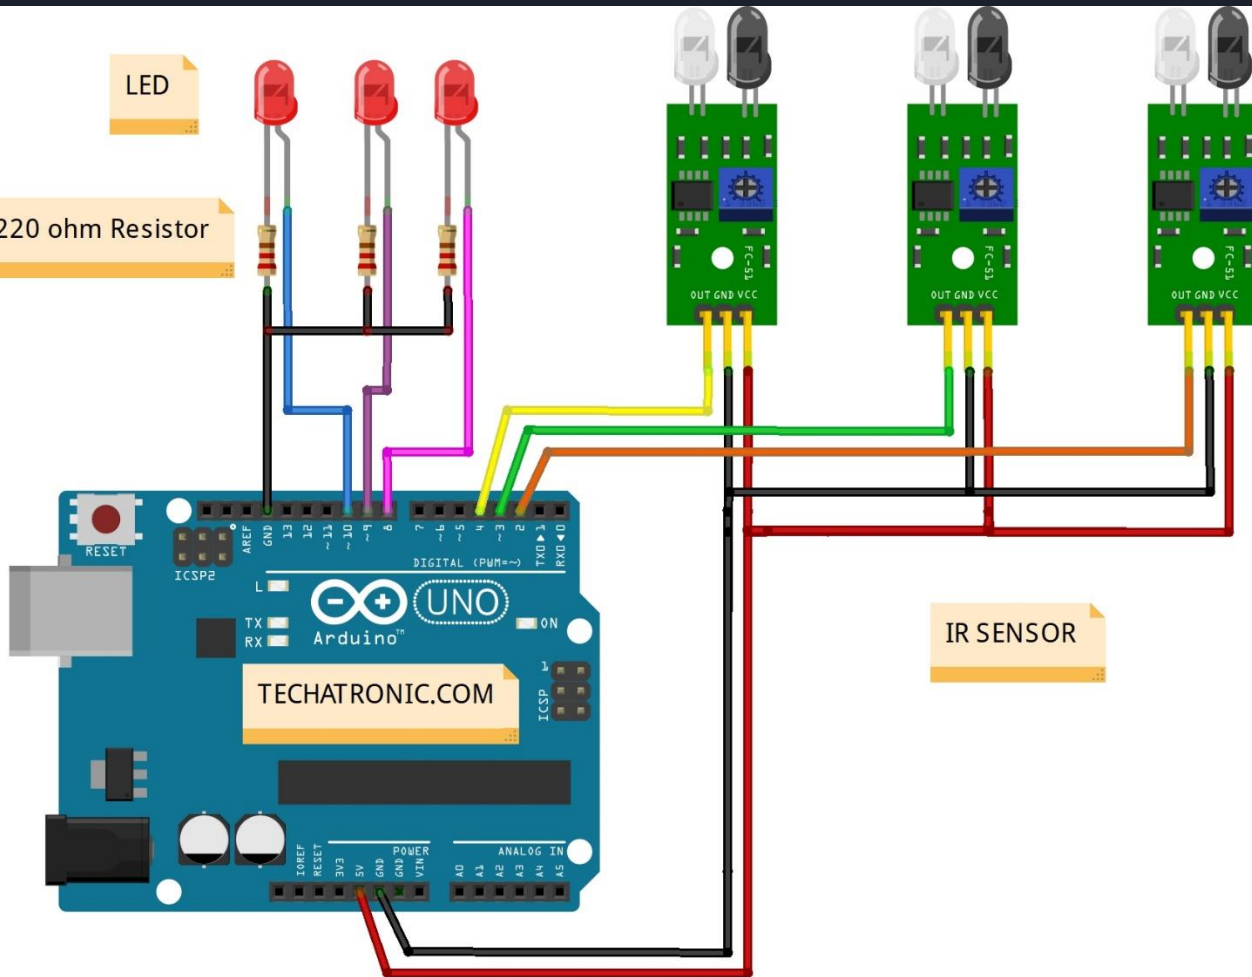 LED
220 ohm Resistor
FC-51
OUT GND VCC
FC-51
OUT GND VCC
FC-51
OUT GND VCC
RESET
ICSP2
AREF
GND
13
12
~11
~10
~9
8
7
~6
~5
4
~3
2
TX0▶1
RX0◀0
DIGITAL (PWM=~)
L
TX
RX
Arduino™
UNO
ON
1
ICSP
TECHATRONIC.COM
IR SENSOR
POWER
ANALOG IN
IOREF
RESET
3V3
5V
GND
GND
VIN
A0
A1
A2
A3
A4
A5